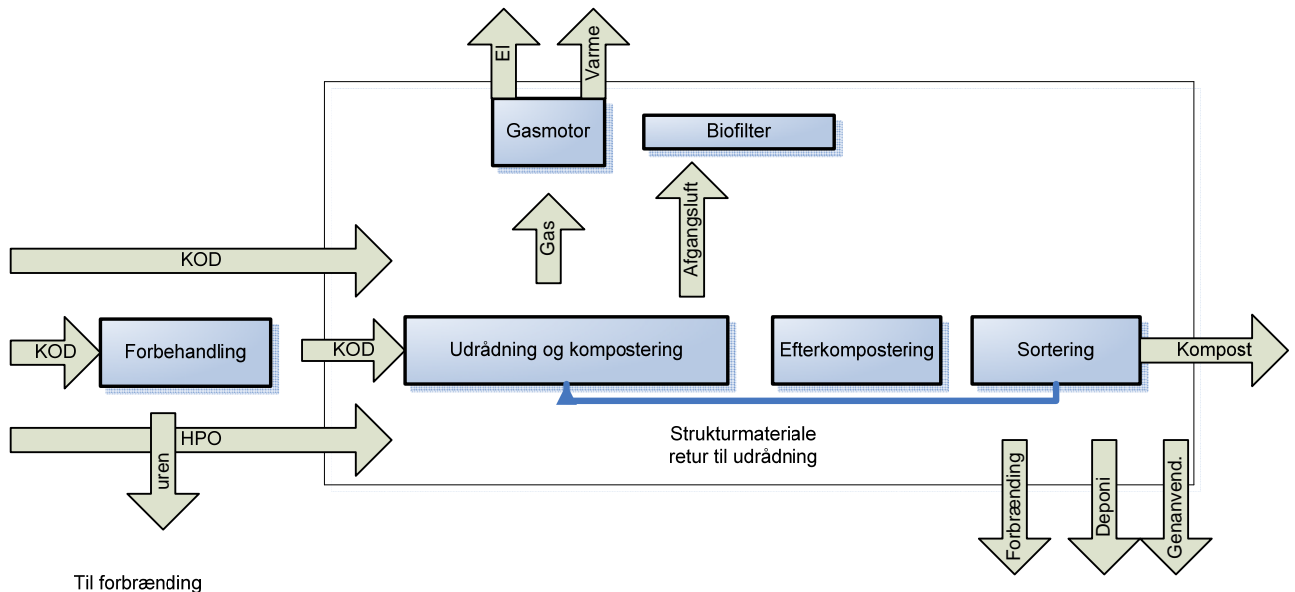 El
Varme
Gasmotor
Biofilter
Gas
Afgangsluft
KOD
KOD
Forbehandling
KOD
Udrådning og kompostering
Efterkompostering
Sortering
Kompost
HPO
uren
Strukturmateriale
retur til udrådning
Forbrænding
Deponi
Genanvend.
Til forbrænding